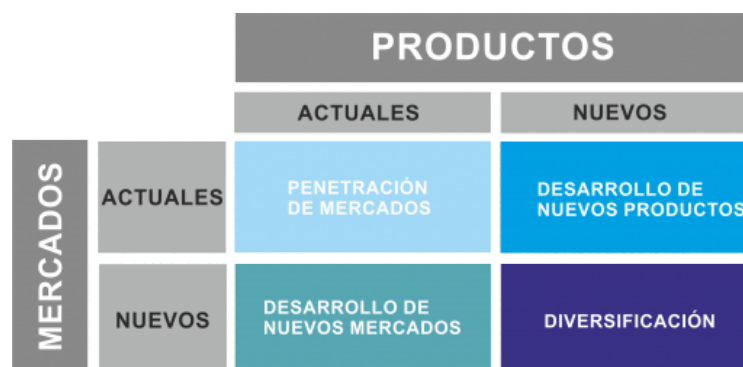 PRODUCTOS
ACTUALES
NUEVOS
MERCADOS
ACTUALES
PENETRACIÓN
DE MERCADOS
DESARROLLO DE
NUEVOS PRODUCTOS
NUEVOS
DESARROLLO DE
NUEVOS MERCADOS
DIVERSIFICACIÓN